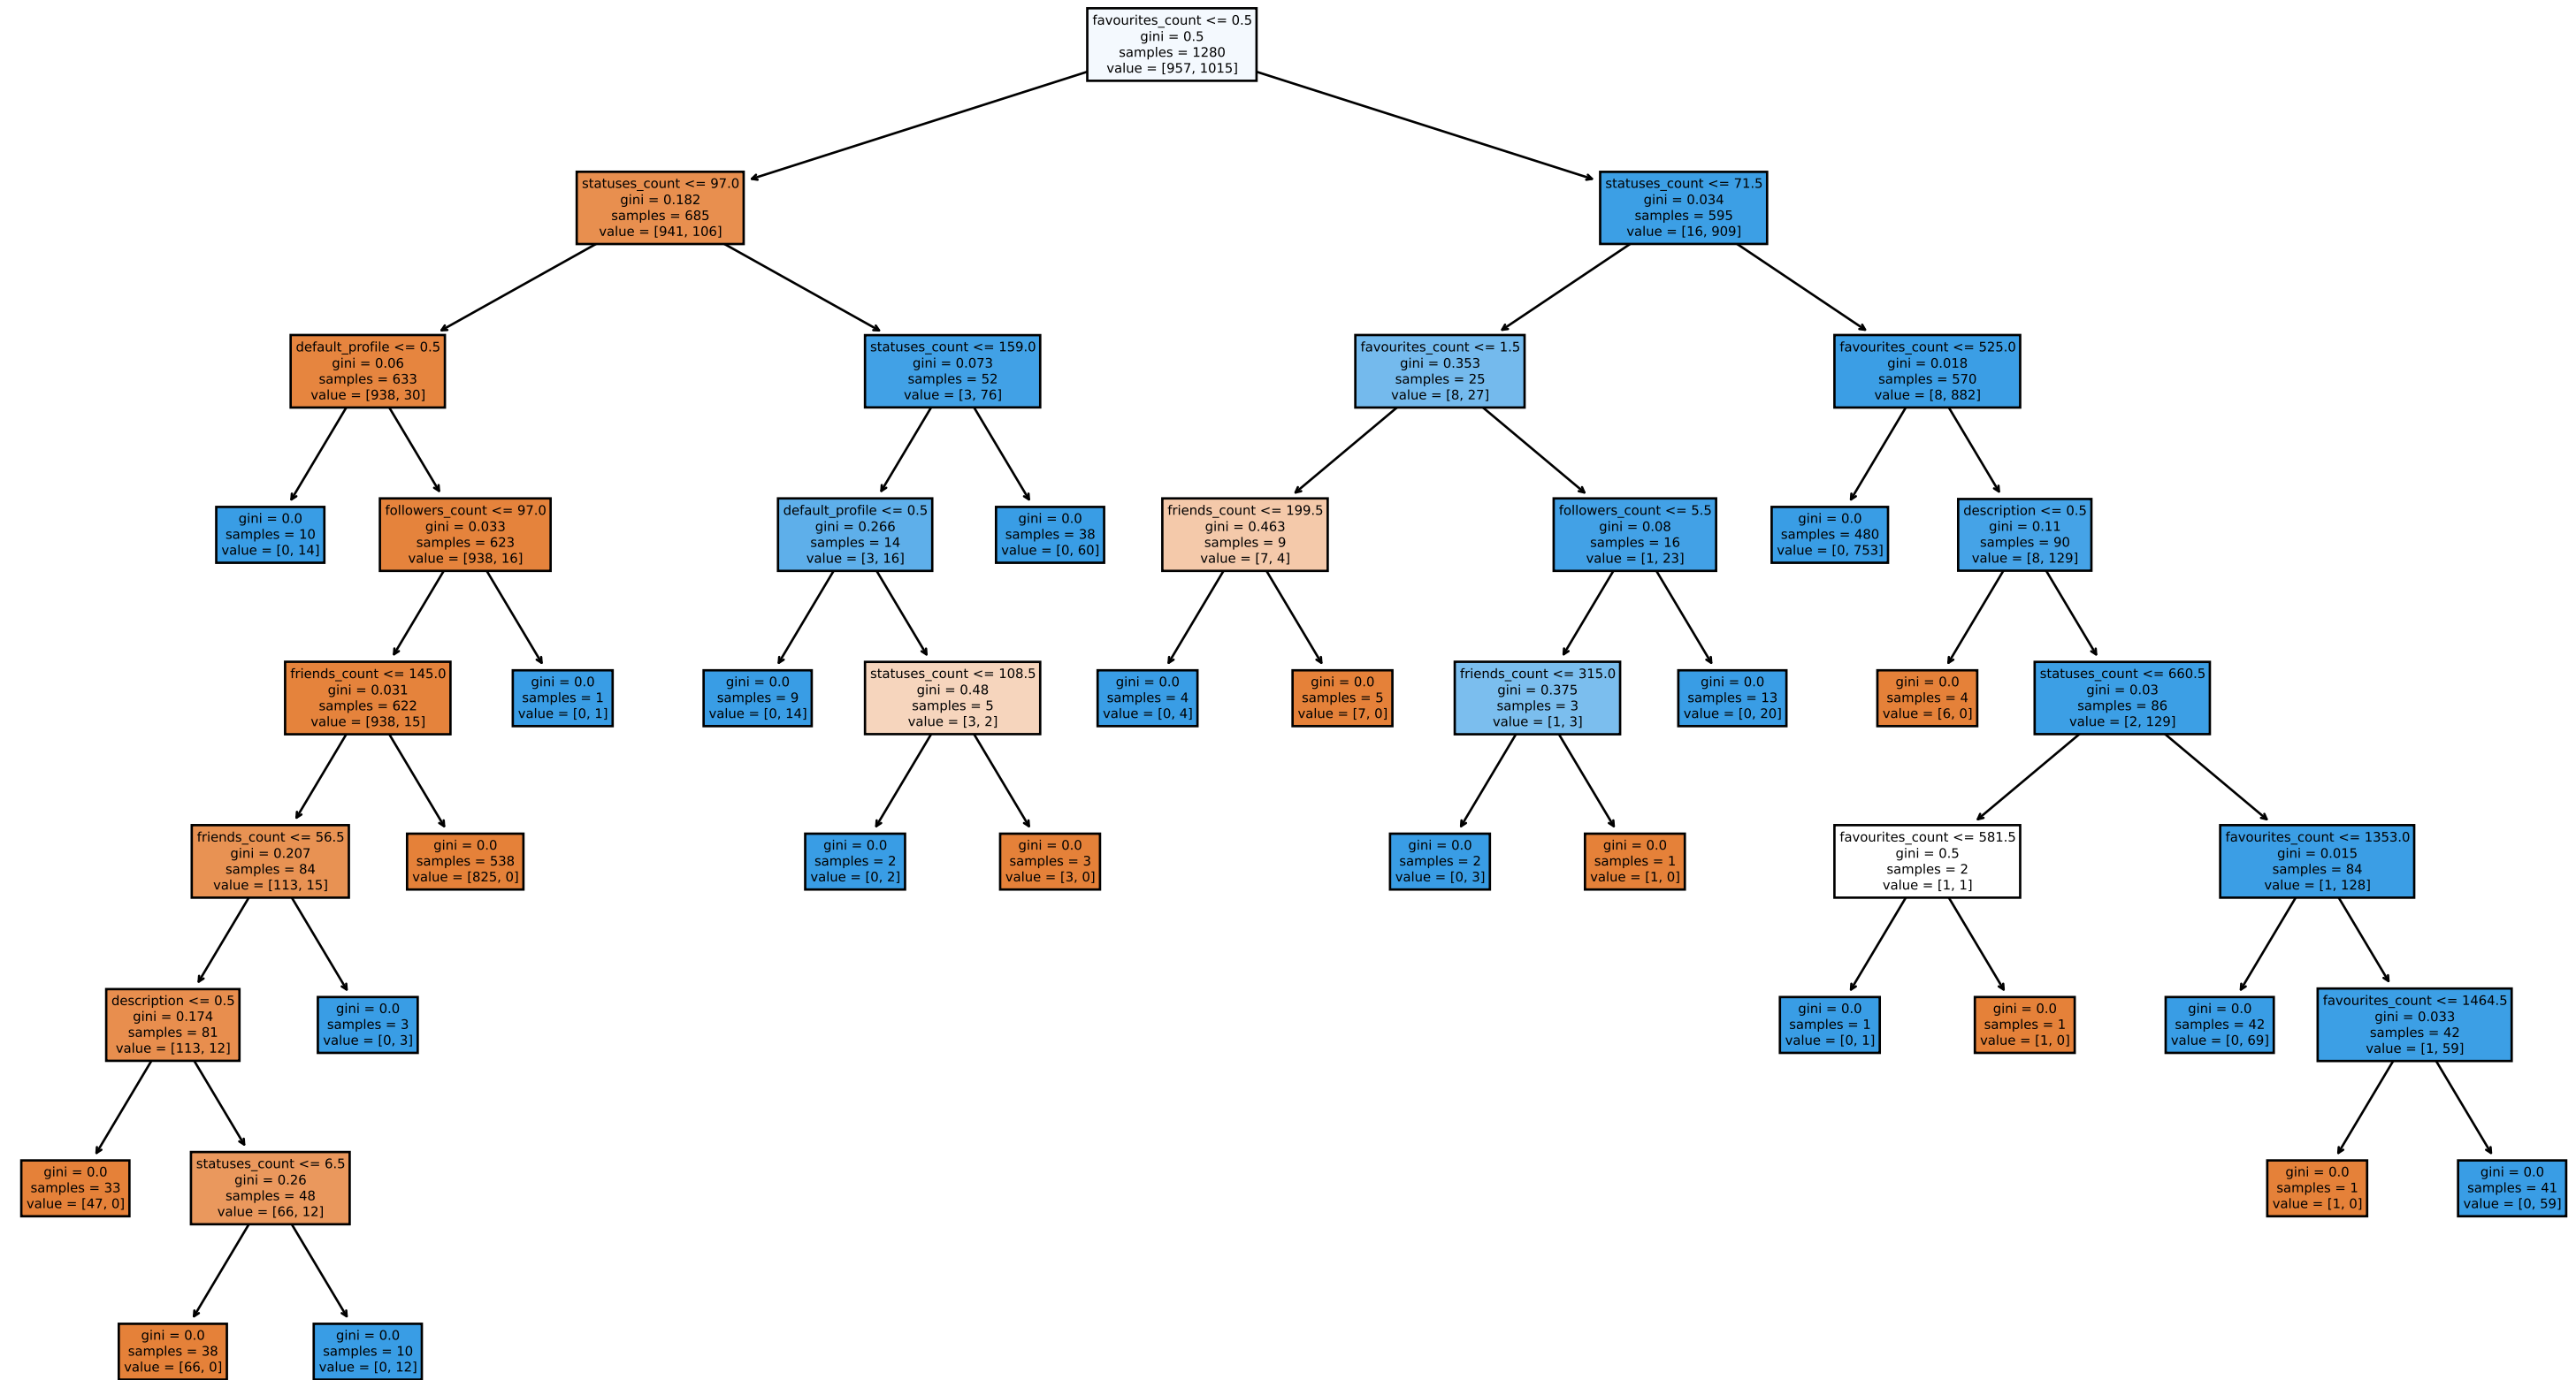 favourites_count <= 0.5
gini = 0.5
samples = 1280
value = [957, 1015]
statuses_count <= 97.0
gini = 0.182
samples = 685
value = [941, 106]
statuses_count <= 71.5
gini = 0.034
samples = 595
value = [16, 909]
default_profile <= 0.5
gini = 0.06
samples = 633
value = [938, 30]
statuses_count <= 159.0
gini = 0.073
samples = 52
value = [3, 76]
favourites_count <= 1.5
gini = 0.353
samples = 25
value = [8, 27]
favourites_count <= 525.0
gini = 0.018
samples = 570
value = [8, 882]
gini = 0.0
samples = 10
value = [0, 14]
followers_count <= 97.0
gini = 0.033
samples = 623
value = [938, 16]
default_profile <= 0.5
gini = 0.266
samples = 14
value = [3, 16]
gini = 0.0
samples = 38
value = [0, 60]
friends_count <= 199.5
gini = 0.463
samples = 9
value = [7, 4]
followers_count <= 5.5
gini = 0.08
samples = 16
value = [1, 23]
gini = 0.0
samples = 480
value = [0, 753]
description <= 0.5
gini = 0.11
samples = 90
value = [8, 129]
friends_count <= 145.0
gini = 0.031
samples = 622
value = [938, 15]
gini = 0.0
samples = 1
value = [0, 1]
gini = 0.0
samples = 9
value = [0, 14]
statuses_count <= 108.5
gini = 0.48
samples = 5
value = [3, 2]
gini = 0.0
samples = 4
value = [0, 4]
gini = 0.0
samples = 5
value = [7, 0]
friends_count <= 315.0
gini = 0.375
samples = 3
value = [1, 3]
gini = 0.0
samples = 13
value = [0, 20]
gini = 0.0
samples = 4
value = [6, 0]
statuses_count <= 660.5
gini = 0.03
samples = 86
value = [2, 129]
friends_count <= 56.5
gini = 0.207
samples = 84
value = [113, 15]
gini = 0.0
samples = 538
value = [825, 0]
gini = 0.0
samples = 2
value = [0, 2]
gini = 0.0
samples = 3
value = [3, 0]
gini = 0.0
samples = 2
value = [0, 3]
gini = 0.0
samples = 1
value = [1, 0]
favourites_count <= 581.5
gini = 0.5
samples = 2
value = [1, 1]
favourites_count <= 1353.0
gini = 0.015
samples = 84
value = [1, 128]
description <= 0.5
gini = 0.174
samples = 81
value = [113, 12]
gini = 0.0
samples = 3
value = [0, 3]
gini = 0.0
samples = 1
value = [0, 1]
gini = 0.0
samples = 1
value = [1, 0]
gini = 0.0
samples = 42
value = [0, 69]
favourites_count <= 1464.5
gini = 0.033
samples = 42
value = [1, 59]
gini = 0.0
samples = 33
value = [47, 0]
statuses_count <= 6.5
gini = 0.26
samples = 48
value = [66, 12]
gini = 0.0
samples = 1
value = [1, 0]
gini = 0.0
samples = 41
value = [0, 59]
gini = 0.0
samples = 38
value = [66, 0]
gini = 0.0
samples = 10
value = [0, 12]